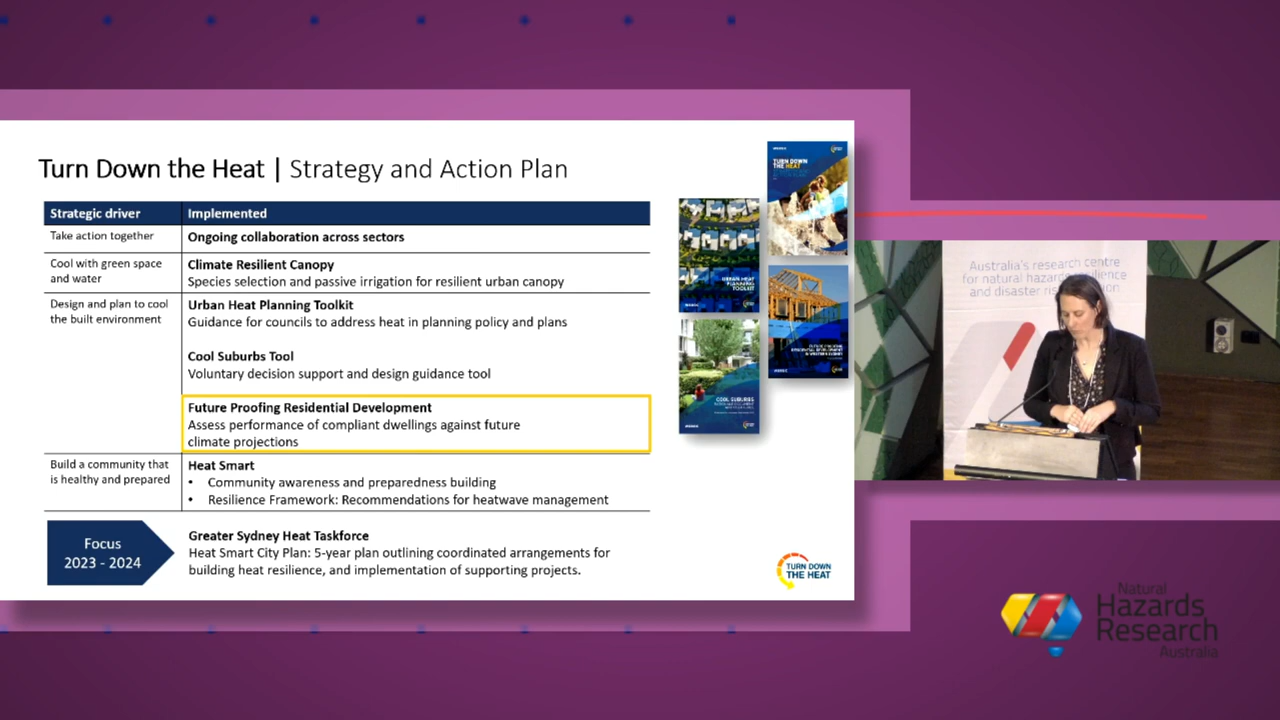 Turn Down the Heat | Strategy and Action Plan
Strategic driver
Implemented
Take action together
Ongoing collaboration across sectors
Cool with green space
and water
Climate Resilient Canopy
Species selection and passive irrigation for resilient urban canopy
Design and plan to cool
the built environment
Urban Heat Planning Toolkit
Guidance for councils to address heat in planning policy and plans
Cool Suburbs Tool
Voluntary decision support and design guidance tool
Future Proofing Residential Development
Assess performance of compliant dwellings against future
climate projections
Build a community that
is healthy and prepared
Heat Smart
• Community awareness and preparedness building
• Resilience Framework: Recommendations for heatwave management
Focus
2023 - 2024
Greater Sydney Heat Taskforce
Heat Smart City Plan: 5-year plan outlining coordinated arrangements for
building heat resilience, and implementation of supporting projects.
TURN DOWN
THE HEAT
URBAN HEAT
PLANNING
TOOLKIT
FUTURE PROOFING
RESIDENTIAL DEVELOPMENT
IN WESTERN SYDNEY
COOL SUBURBS
TURN DOWN
THE HEAT
Australia's research centre
for natural hazards resilience
and disaster
Natural
Hazards
Research
Australia